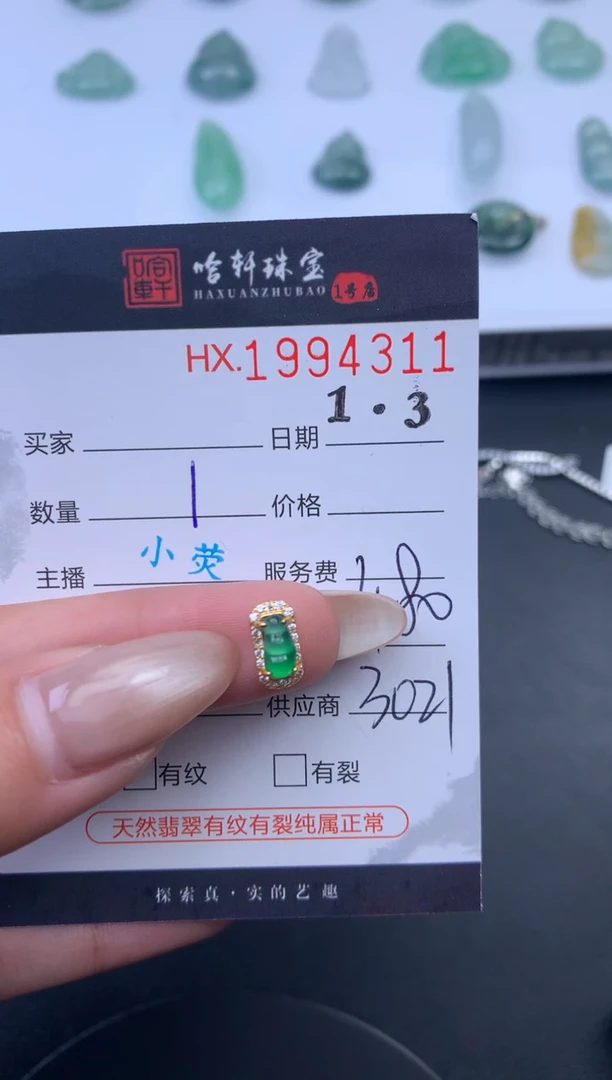 哈轩 哈轩珠宝
HAXUANZHUBAO 1号店
HX.1994311
买家 日期 1.3
数量 1 价格
主播 小荧 服务费
供应商 3021
有纹 有裂
天然翡翠有纹有裂纯属正常
探索真·实的艺趣